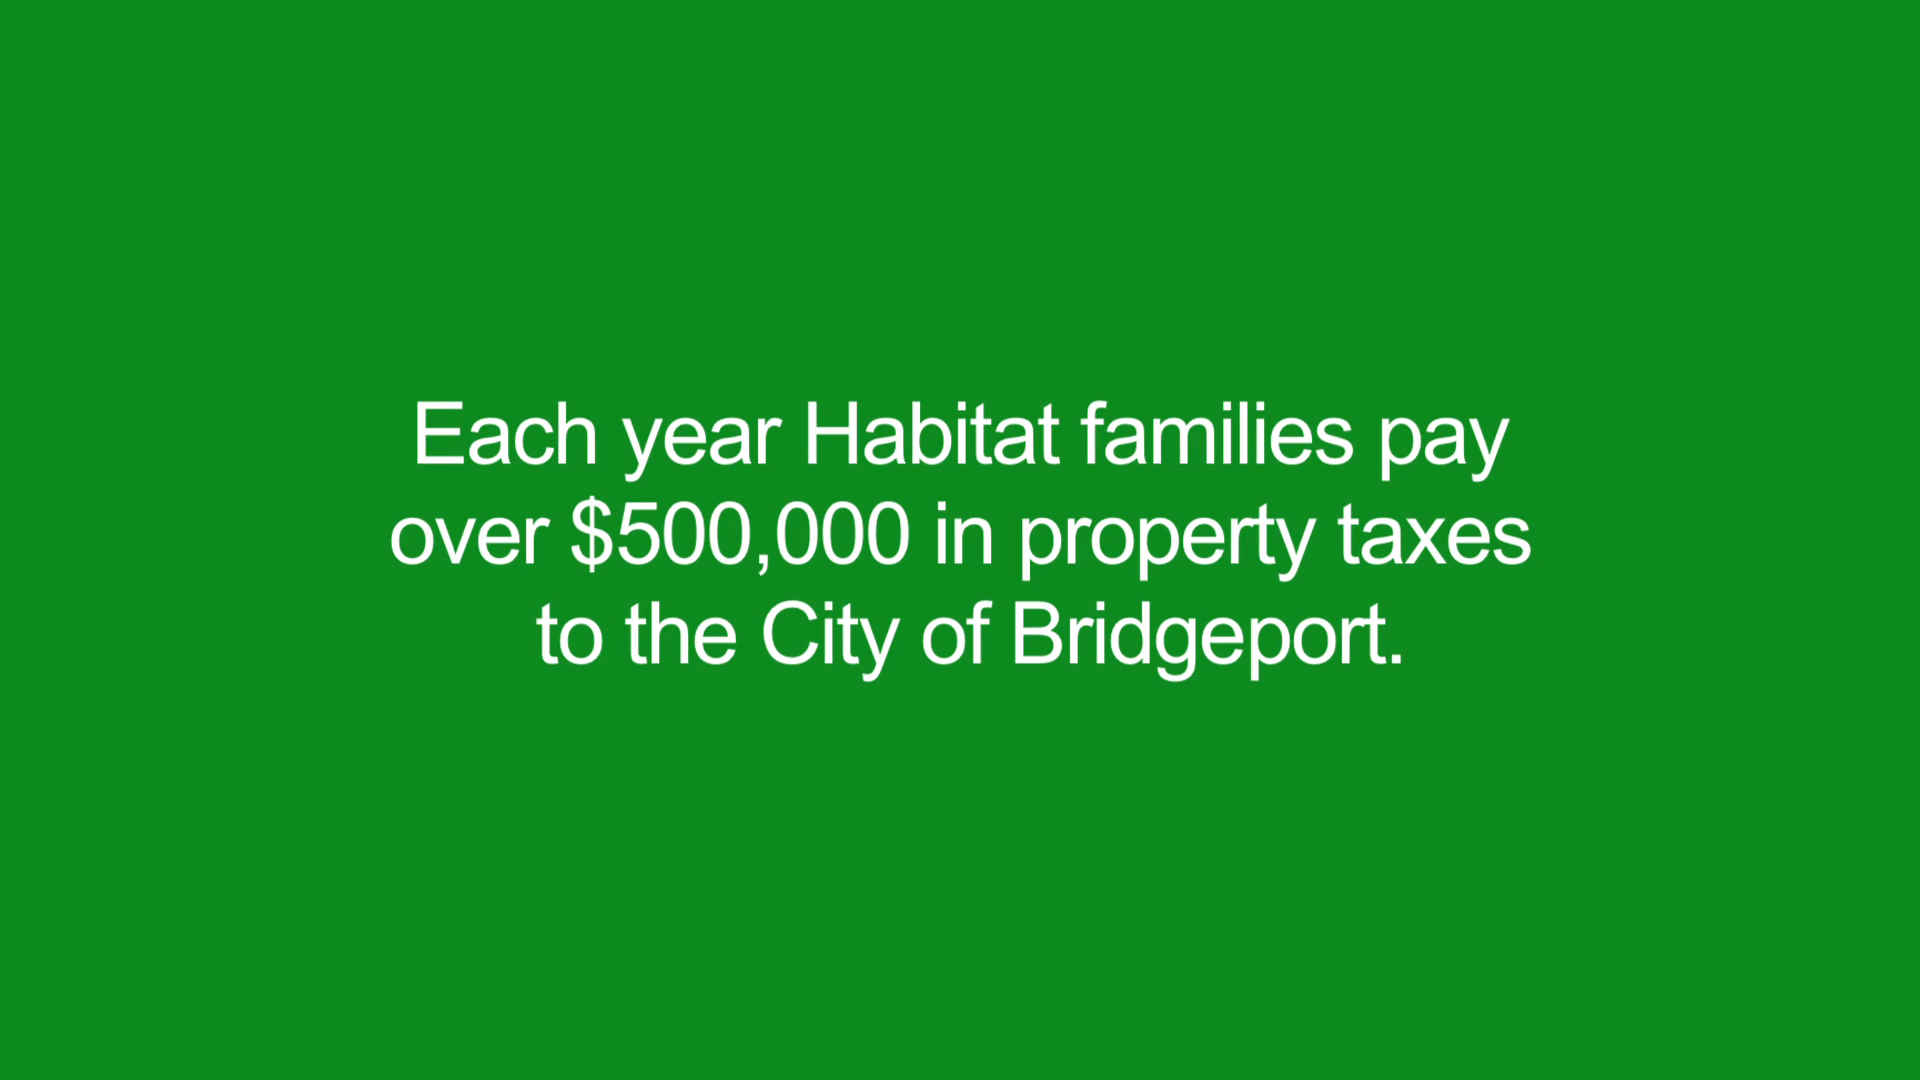 Each year Habitat families pay
over $500,000 in property taxes
to the City of Bridgeport.